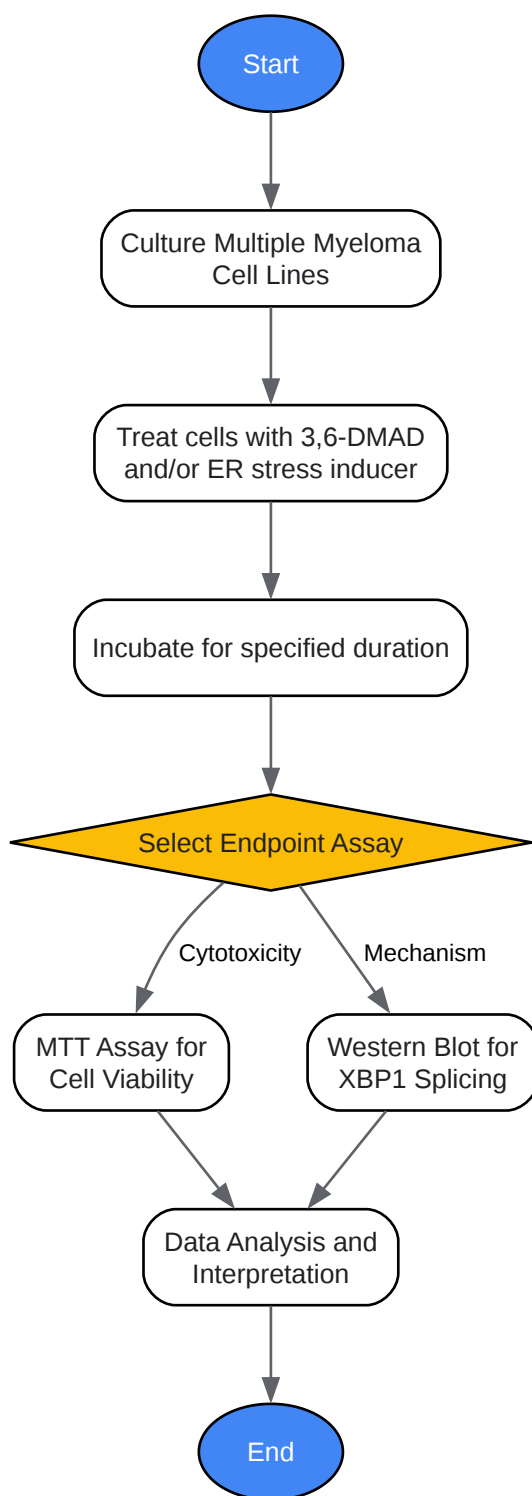 Start
Culture Multiple Myeloma
Cell Lines
Treat cells with 3,6-DMAD
and/or ER stress inducer
Incubate for specified duration
Select Endpoint Assay
Cytotoxicity
Mechanism
MTT Assay for
Cell Viability
Western Blot for
XBP1 Splicing
Data Analysis and
Interpretation
End